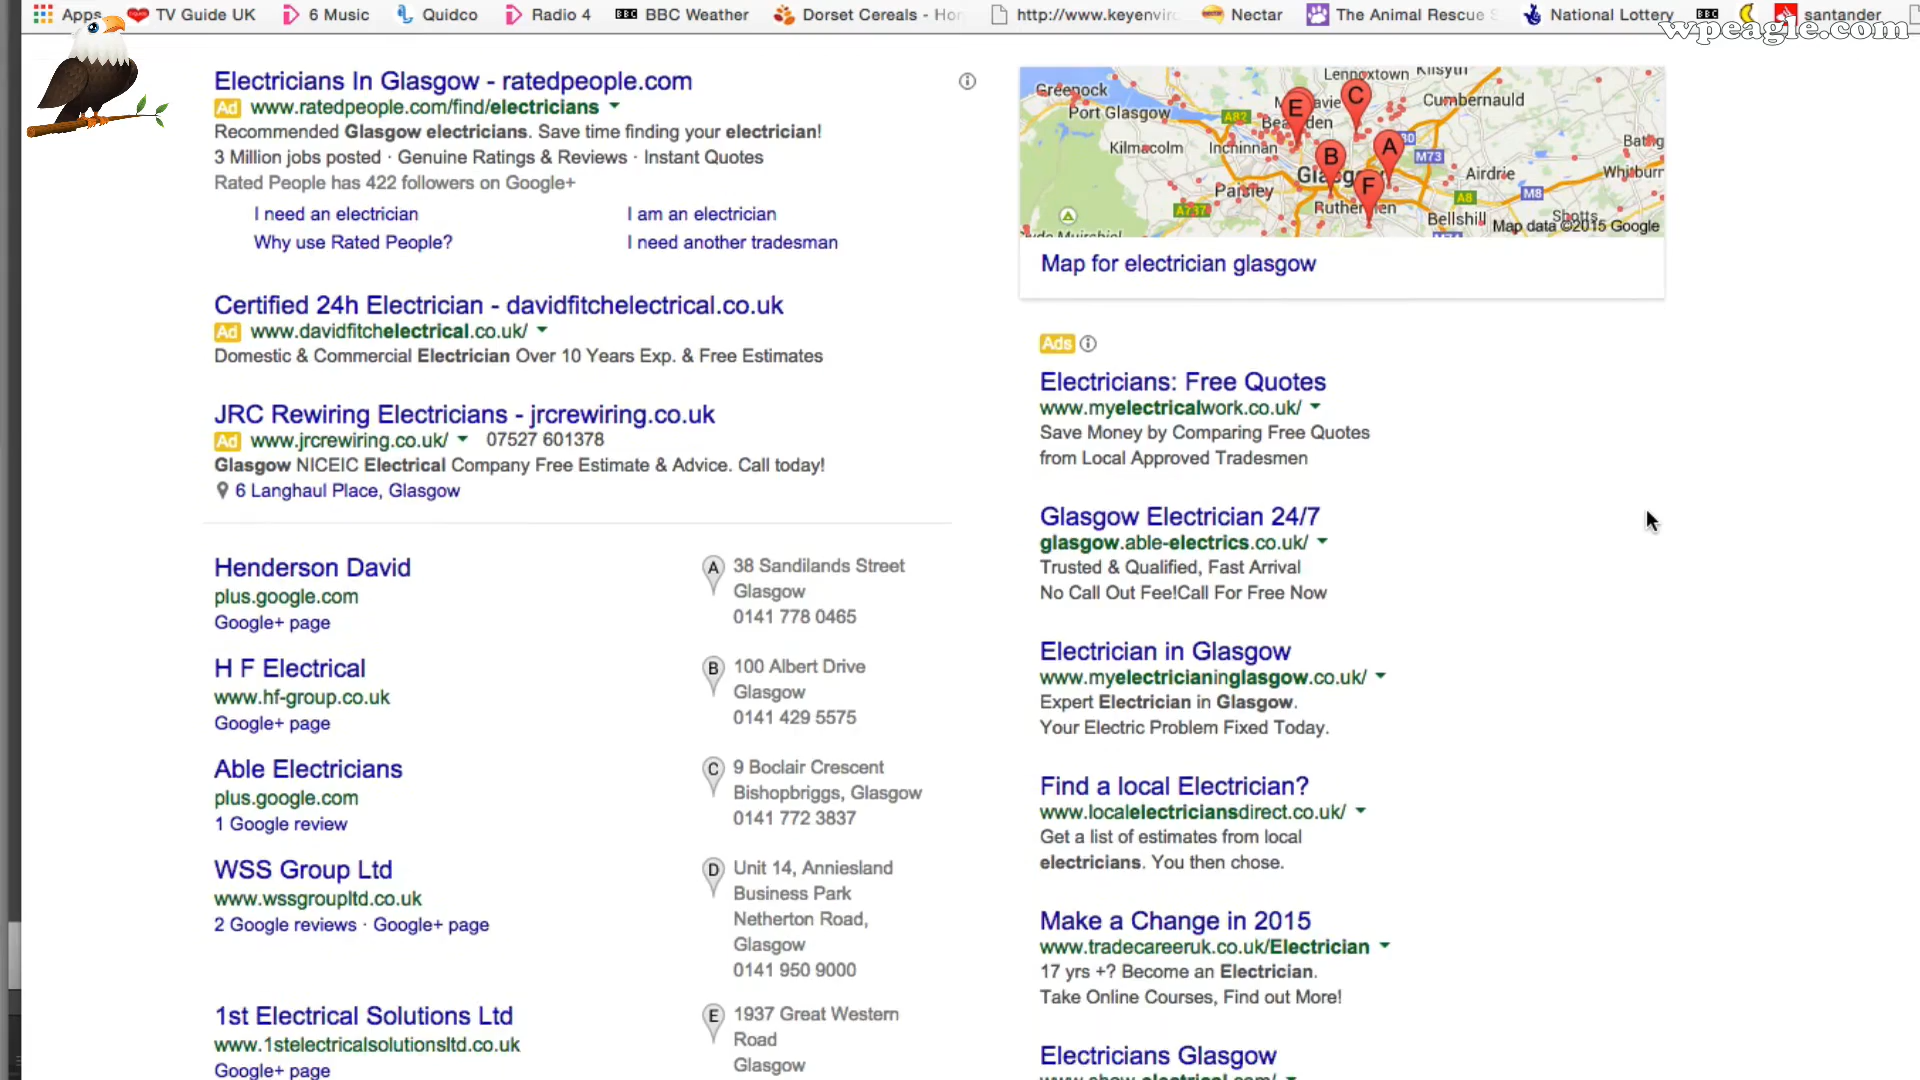 Apps TV Guide UK 6 Music Quidco Radio 4 BBC BBC Weather Dorset Cereals - Hor http://www.keyenvir Nectar The Animal Rescue S National Lottery BBC santander
wpeagle.com
Electricians In Glasgow - ratedpeople.com
Ad www.ratedpeople.com/find/electricians
Recommended Glasgow electricians. Save time finding your electrician!
3 Million jobs posted · Genuine Ratings & Reviews · Instant Quotes
Rated People has 422 followers on Google+
I need an electrician I am an electrician
Why use Rated People? I need another tradesman
Certified 24h Electrician - davidfitchelectrical.co.uk
Ad www.davidfitchelectrical.co.uk/
Domestic & Commercial Electrician Over 10 Years Exp. & Free Estimates
JRC Rewiring Electricians - jrcrewiring.co.uk
Ad www.jrcrewiring.co.uk/ 07527 601378
Glasgow NICEIC Electrical Company Free Estimate & Advice. Call today!
6 Langhaul Place, Glasgow
Henderson David
plus.google.com
Google+ page
A 38 Sandilands Street
Glasgow
0141 778 0465
H F Electrical
www.hf-group.co.uk
Google+ page
B 100 Albert Drive
Glasgow
0141 429 5575
Able Electricians
plus.google.com
1 Google review
C 9 Boclair Crescent
Bishopbriggs, Glasgow
0141 772 3837
WSS Group Ltd
www.wssgroupltd.co.uk
2 Google reviews · Google+ page
D Unit 14, Anniesland
Business Park
Netherton Road,
Glasgow
0141 950 9000
1st Electrical Solutions Ltd
www.1stelectricalsolutionsltd.co.uk
Google+ page
E 1937 Great Western
Road
Glasgow
Lennoxtown Kilsyth
Greenock
Port Glasgow
Cumbernauld
A82
E
C
Kilmacolm
Inchinnan
B
A
M73
Paisley
F
Airdrie
Whitburn
A737
Rutherglen
A8
M8
Bellshill
Shotts
Map data ©2015 Google
Map for electrician glasgow
Ads
Electricians: Free Quotes
www.myelectricalwork.co.uk/
Save Money by Comparing Free Quotes
from Local Approved Tradesmen
Glasgow Electrician 24/7
glasgow.able-electrics.co.uk/
Trusted & Qualified, Fast Arrival
No Call Out Fee!Call For Free Now
Electrician in Glasgow
www.myelectricianinglasgow.co.uk/
Expert Electrician in Glasgow.
Your Electric Problem Fixed Today.
Find a local Electrician?
www.localelectriciansdirect.co.uk/
Get a list of estimates from local
electricians. You then chose.
Make a Change in 2015
www.tradecareeruk.co.uk/Electrician
17 yrs +? Become an Electrician.
Take Online Courses, Find out More!
Electricians Glasgow